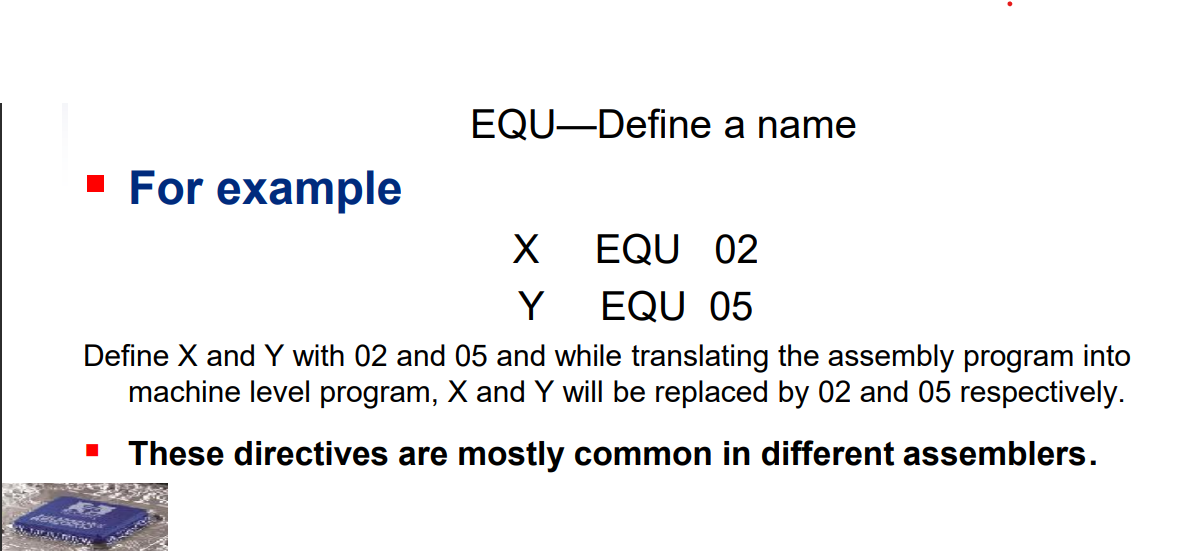 EQU—Define a name
For example
X EQU 02
Y EQU 05
Define X and Y with 02 and 05 and while translating the assembly program into
machine level program, X and Y will be replaced by 02 and 05 respectively.
These directives are mostly common in different assemblers.